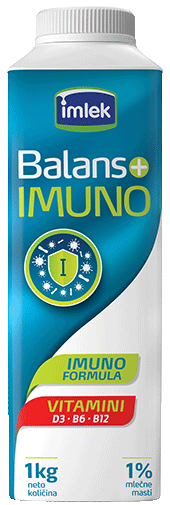 imlek
Balans+
IMUNO
I
IMUNO
FORMULA
VITAMINI
D3 • B6 • B12
1kg
neto
količina
1%
mlečne
masti